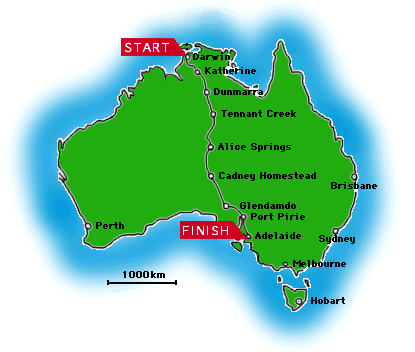 START
Darwin
Katherine
Dunmarra
Tennant Creek
Alice Springs
Cadney Homestead
Brisbane
Glendamdo
Port Pirie
Perth
FINISH
Adelaide
Sydney
Melbourne
1000km
Hobart